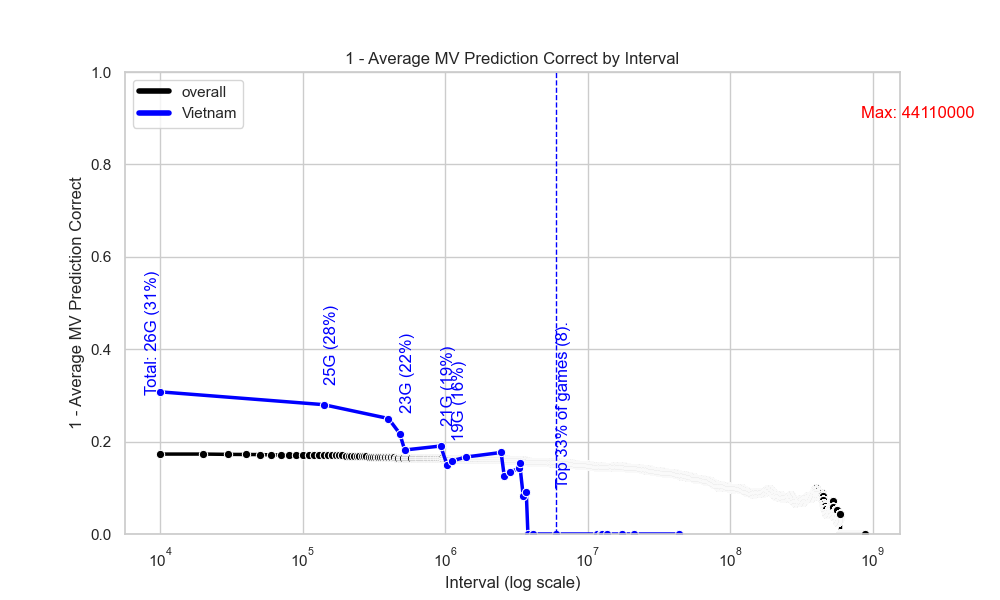 1 - Average MV Prediction Correct by Interval
overall
Vietnam
Max: 44110000
1 - Average MV Prediction Correct
1.0
0.8
0.6
0.4
0.2
0.0
Total: 26G (31%)
25G (28%)
23G (22%)
21G (19%)
19G (16%)
Top 33% of games (8).
10^4
10^5
10^6
10^7
10^8
10^9
Interval (log scale)